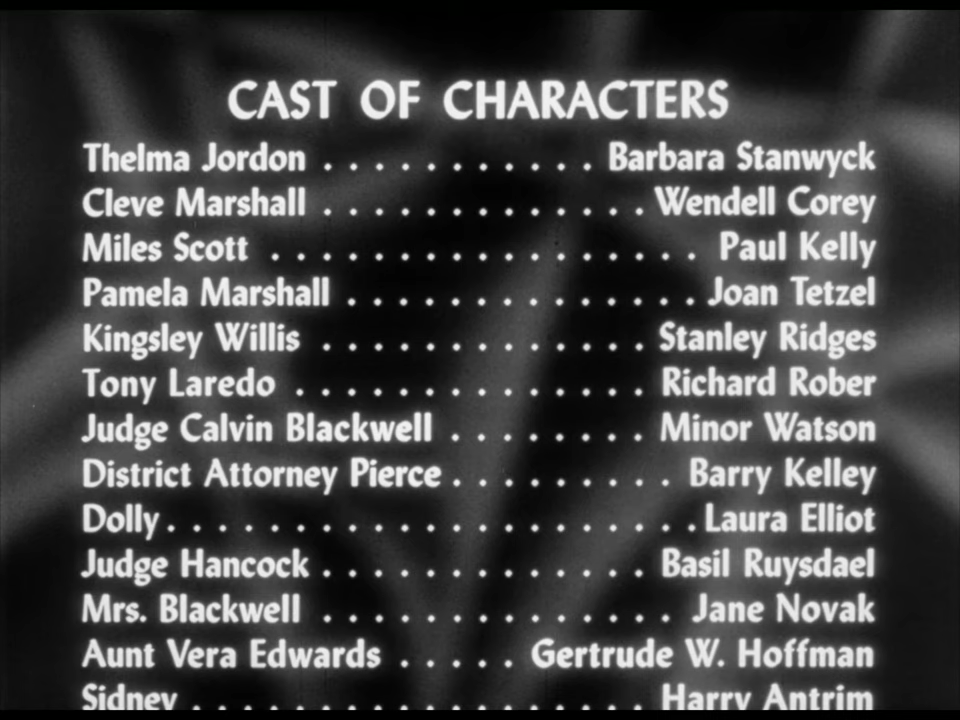 CAST OF CHARACTERS
Thelma Jordon . . . . . . . . . . . Barbara Stanwyck
Cleve Marshall . . . . . . . . . . . . . Wendell Corey
Miles Scott . . . . . . . . . . . . . . . . . Paul Kelly
Pamela Marshall . . . . . . . . . . . . . . Joan Tetzel
Kingsley Willis . . . . . . . . . . . . . Stanley Ridges
Tony Laredo . . . . . . . . . . . . . . Richard Rober
Judge Calvin Blackwell . . . . . . . . Minor Watson
District Attorney Pierce . . . . . . . . . Barry Kelley
Dolly . . . . . . . . . . . . . . . . . . . . . Laura Elliot
Judge Hancock . . . . . . . . . . . . . Basil Ruysdael
Mrs. Blackwell . . . . . . . . . . . . . . Jane Novak
Aunt Vera Edwards . . . . . Gertrude W. Hoffman
Sidney . . . . . . . . . . . . . . . . . . Harry Antrim